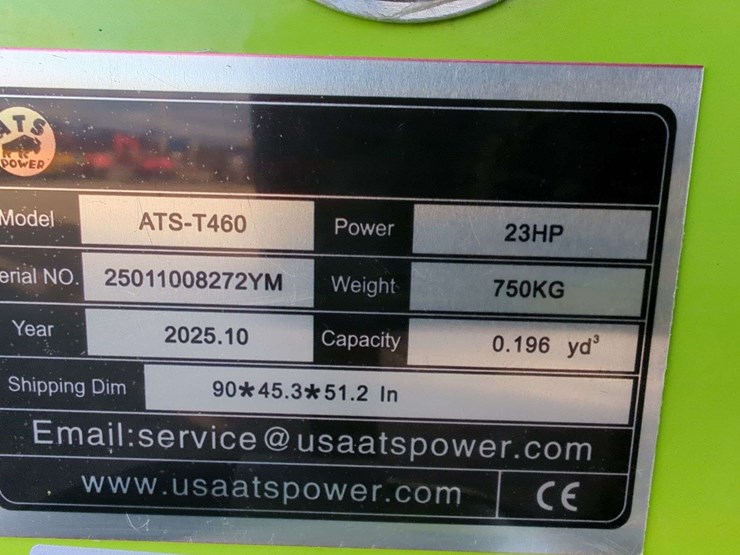 ATS
POWER
Model ATS-T460 Power 23HP
erial NO. 25011008272YM Weight 750KG
Year 2025.10 Capacity 0.196 yd³
Shipping Dim 90*45.3*51.2 In
Email:service@usaatspower.com
www.usaatspower.com CE